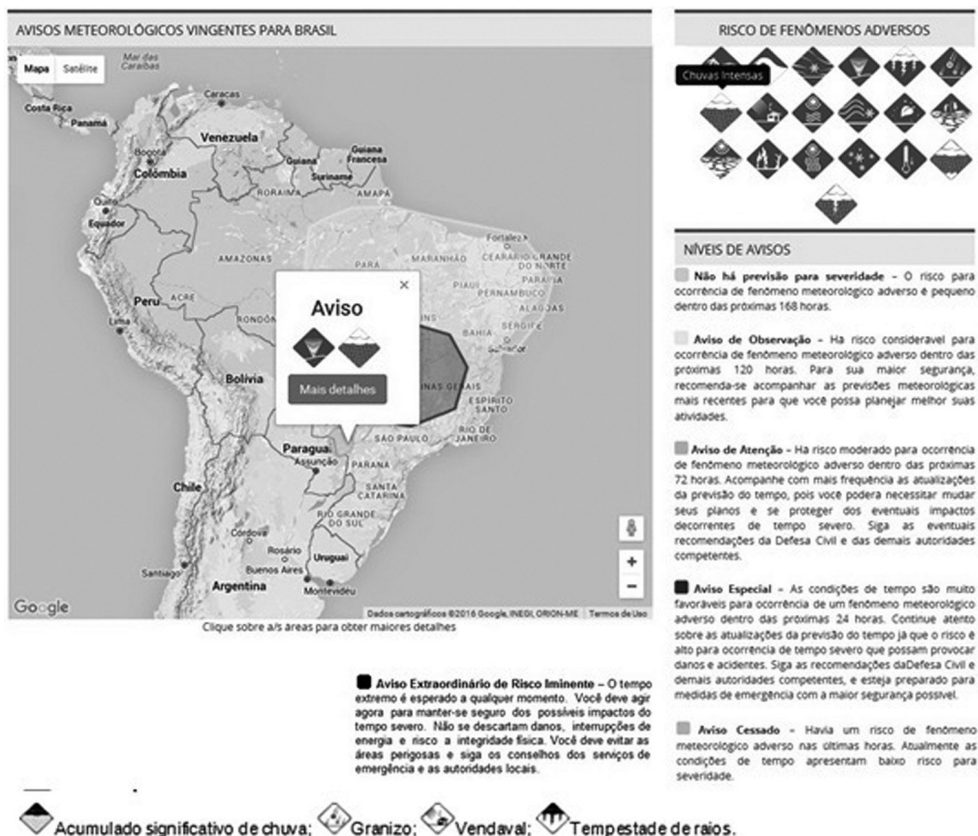 AVISOS METEOROLÓGICOS VINGENTES PARA BRASIL
Mapa Satélite
Mar das
Caraíbas
Costa Rica
Panamá
Caracas
Venezuela
Bogotá
Colômbia
Guiana
Guiana
Francesa
Suriname
RORAIMA
AMAPÁ
Quito
Equador
AMAZONAS
PARÁ
MARANHÃO
Fortaleza
CEARÁ
RIO GRANDE
DO NORTE
PARAÍBA
PIAUÍ
PERNAMBUCO
ALAGOAS
SERGIPE
Peru
ACRE
RONDÔN
INS
BAHIA
Salvador
Lima
Aviso
Mais detalhes
Bolívia
INAS GERAIS
ESPÍRITO
SANTO
RIO DE
JANEIRO
SÃO PAULO
Paraguai
Assunção
PARANÁ
SANTA
CATARINA
Chile
RIO GRANDE
DO SUL
Córdova
Rosário
Uruguai
Santiago
Buenos Aires
Argentina
Montevideu
Google
Dados cartográficos ©2016 Google, INEGI, ORION-ME Termos de Uso
Clique sobre a/s áreas para obter maiores detalhes
RISCO DE FENÔMENOS ADVERSOS
Chuvas Intensas
NÍVEIS DE AVISOS
Não há previsão para severidade – O risco para
ocorrência de fenômeno meteorológico adverso é pequeno
dentro das próximas 168 horas.
Aviso de Observação – Ha risco consideravel para
ocorrência de fenômeno meteorológico adverso dentro das
próximas 120 horas. Para sua maior segurança,
recomenda-se acompanhar as previsões meteorológicas
mais recentes para que você possa planejar melhor suas
atividades.
Aviso de Atenção – Ha risco moderado para ocorrência
de fenômeno meteorológico adverso dentro das próximas
72 horas. Acompanhe com mais frequência as atualizações
da previsão do tempo, pois você podera necessitar mudar
seus planos e se proteger dos eventuais impactos
decorrentes de tempo severo. Siga as eventuais
recomendações da Defesa Civil e das demais autoridades
competentes.
Aviso Especial – As condições de tempo são muito
favoráveis para ocorrência de um fenômeno meteorológico
adverso dentro das próximas 24 horas. Continue atento
sobre as atualizações da previsão do tempo já que o risco é
alto para ocorrência de tempo severo que possam provocar
danos e acidentes. Siga as recomendações daDefesa Civil e
demais autoridades competentes, e esteja preparado para
medidas de emergência com a maior segurança possível.
Aviso Cessado – Havia um risco de fenômeno
meteorológico adverso nas últimas horas. Atualmente as
condições de tempo apresentam baixo risco para
severidade.
Aviso Extraordinário de Risco Iminente – O tempo
extremo é esperado a qualquer momento. Você deve agir
agora para manter-se seguro dos possíveis impactos do
tempo severo. Não se descartam danos, interrupções de
energia e risco a integridade física. Você deve evitar as
áreas perigosas e siga os conselhos dos serviços de
emergência e as autoridades locais.
Acumulado significativo de chuva; Granizo; Vendaval; Tempestade de raios.